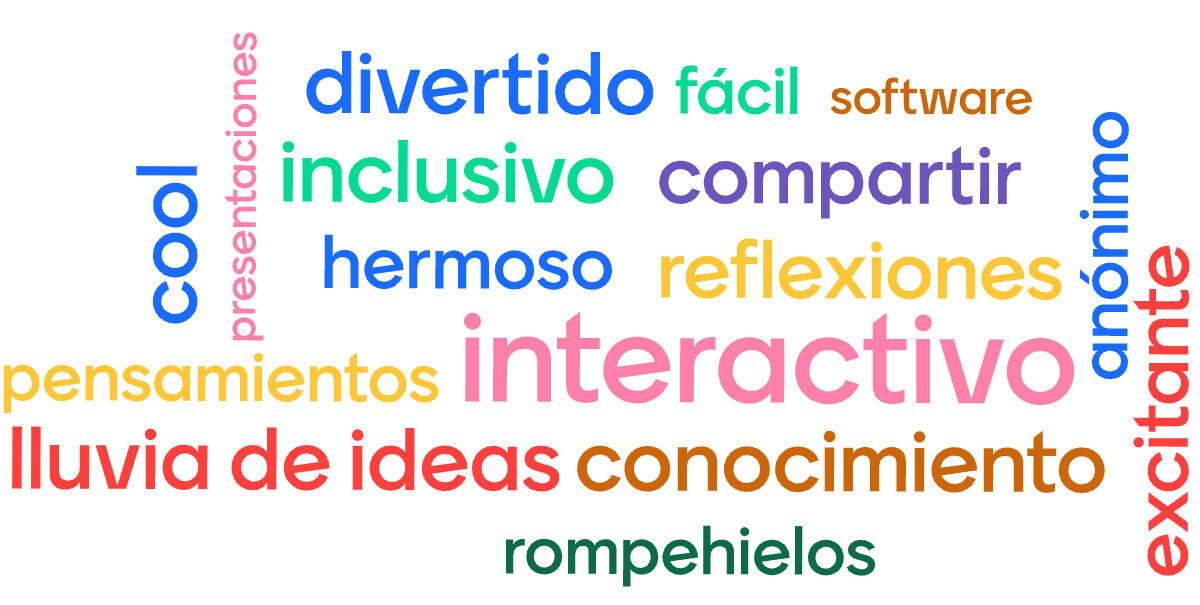 divertido
fácil
software
presentaciones
cool
inclusivo
compartir
anónimo
hermoso
reflexiones
excitante
interactivo
pensamientos
lluvia de ideas
conocimiento
rompehielos